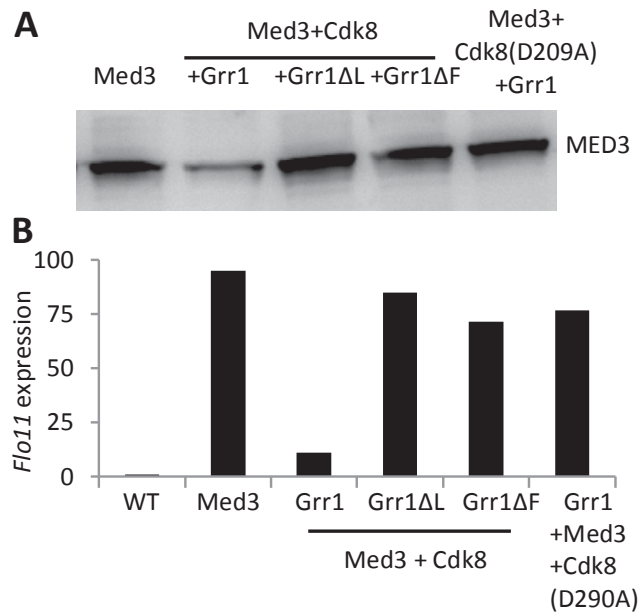 A
Med3
Med3+Cdk8
+Grr1 +Grr1ΔL +Grr1ΔF
Med3+
Cdk8(D209A)
+Grr1
MED3
B
Flo11 expression
100
75
50
25
0
WT Med3 Grr1 Grr1ΔL Grr1ΔF
Med3 + Cdk8
Grr1
+Med3
+Cdk8
(D290A)